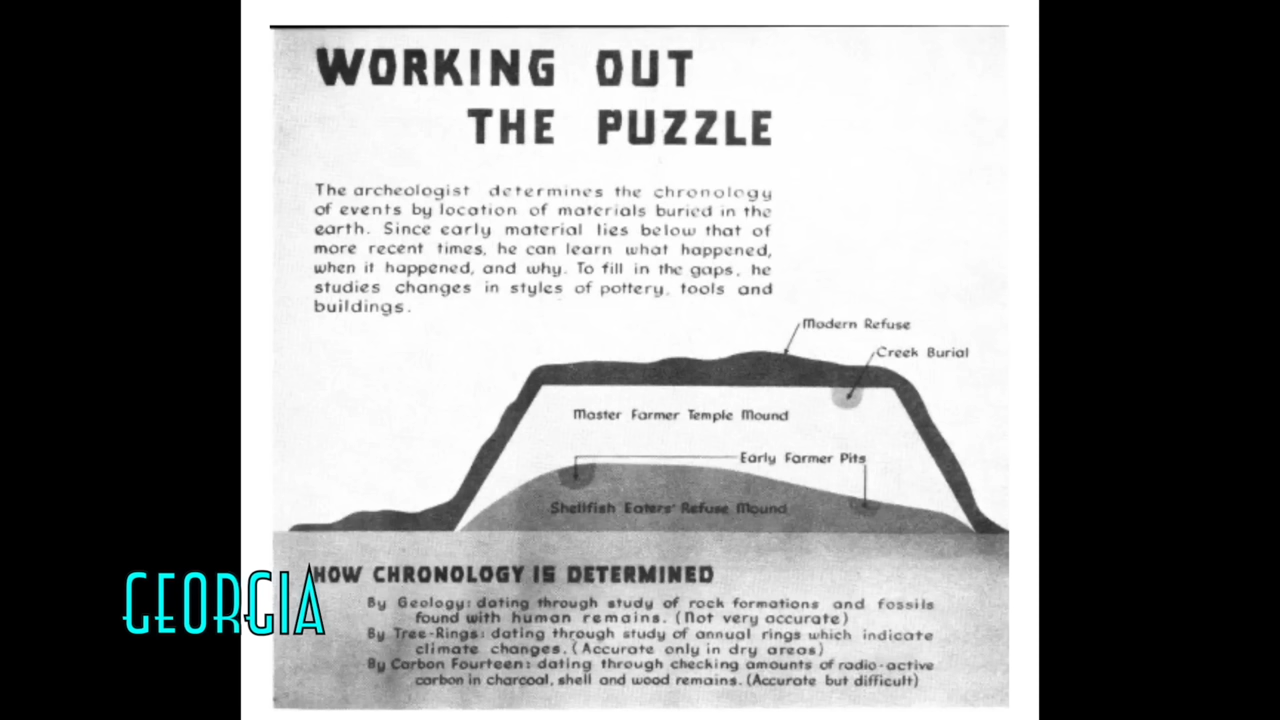 WORKING OUT
THE PUZZLE
The archeologist determines the chronology
of events by location of materials buried in the
earth. Since early material lies below that of
more recent times, he can learn what happened,
when it happened, and why. To fill in the gaps, he
studies changes in styles of pottery, tools and
buildings.
Modern Refuse
Creek Burial
Master Farmer Temple Mound
Early Farmer Pits
Shellfish Eaters' Refuse Mound
HOW CHRONOLOGY IS DETERMINED
By Geology: dating through study of rock formations and fossils
found with human remains. (Not very accurate)
By Tree-Rings: dating through study of annual rings which indicate
climate changes. (Accurate only in dry areas)
By Carbon Fourteen: dating through checking amounts of radio-active
carbon in charcoal, shell and wood remains. (Accurate but difficult)
GEORGIA